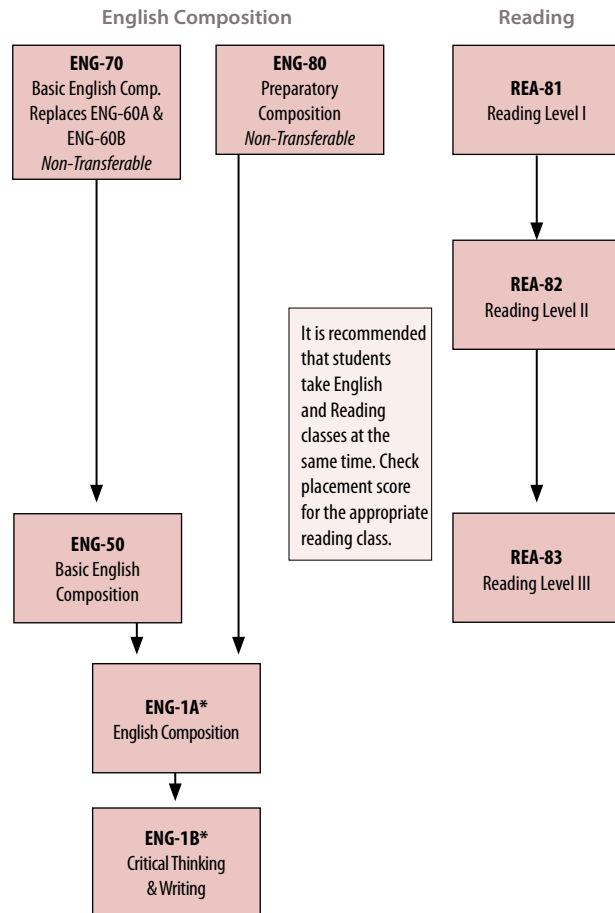 English Composition
ENG-70
Basic English Comp.
Replaces ENG-60A &
ENG-60B
Non-Transferable
ENG-80
Preparatory
Composition
Non-Transferable
ENG-50
Basic English
Composition
ENG-1A*
English Composition
ENG-1B*
Critical Thinking
& Writing
It is recommended
that students
take English
and Reading
classes at the
same time. Check
placement score
for the appropriate
reading class.
Reading
REA-81
Reading Level I
REA-82
Reading Level II
REA-83
Reading Level III